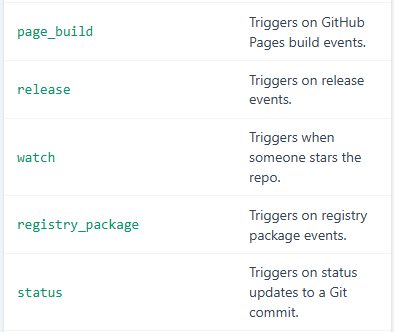 page_build
Triggers on GitHub
Pages build events.
release
Triggers on release
events.
watch
Triggers when
someone stars the
repo.
registry_package
Triggers on registry
package events.
status
Triggers on status
updates to a Git
commit.